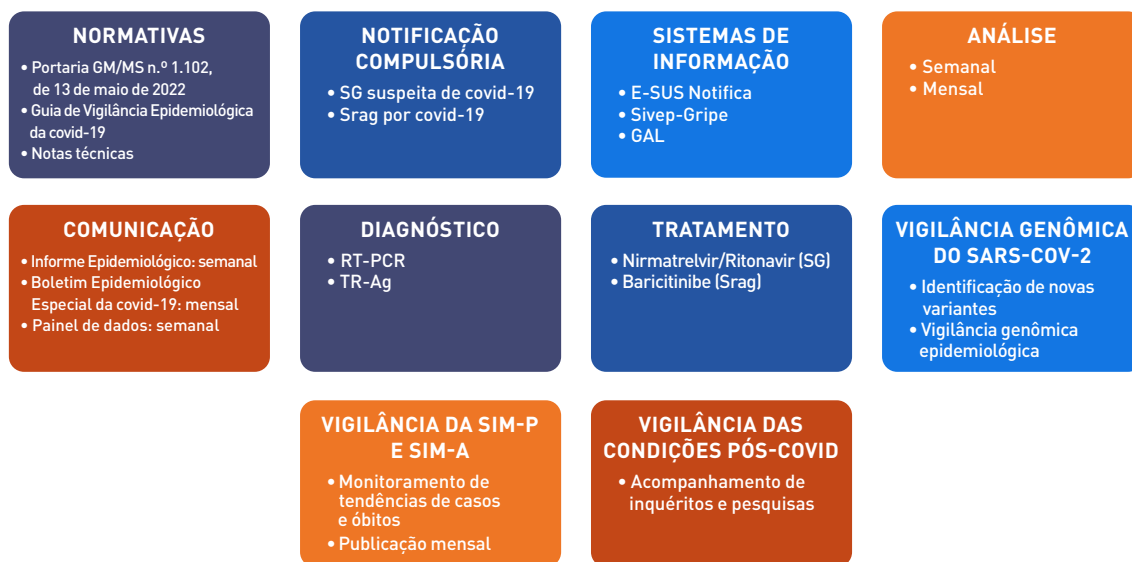 NORMATIVAS
• Portaria GM/MS n.º 1.102,
de 13 de maio de 2022
• Guia de Vigilância Epidemiológica
da covid-19
• Notas técnicas
NOTIFICAÇÃO
COMPULSÓRIA
• SG suspeita de covid-19
• Srag por covid-19
SISTEMAS DE
INFORMAÇÃO
• E-SUS Notifica
• Sivep-Gripe
• GAL
ANÁLISE
• Semanal
• Mensal
COMUNICAÇÃO
• Informe Epidemiológico: semanal
• Boletim Epidemiológico
Especial da covid-19: mensal
• Painel de dados: semanal
DIAGNÓSTICO
• RT-PCR
• TR-Ag
TRATAMENTO
• Nirmatrelvir/Ritonavir (SG)
• Baricitinibe (Srag)
VIGILÂNCIA GENÔMICA
DO SARS-COV-2
• Identificação de novas
variantes
• Vigilância genômica
epidemiológica
VIGILÂNCIA DA SIM-P
E SIM-A
• Monitoramento de
tendências de casos
e óbitos
• Publicação mensal
VIGILÂNCIA DAS
CONDIÇÕES PÓS-COVID
• Acompanhamento de
inquéritos e pesquisas